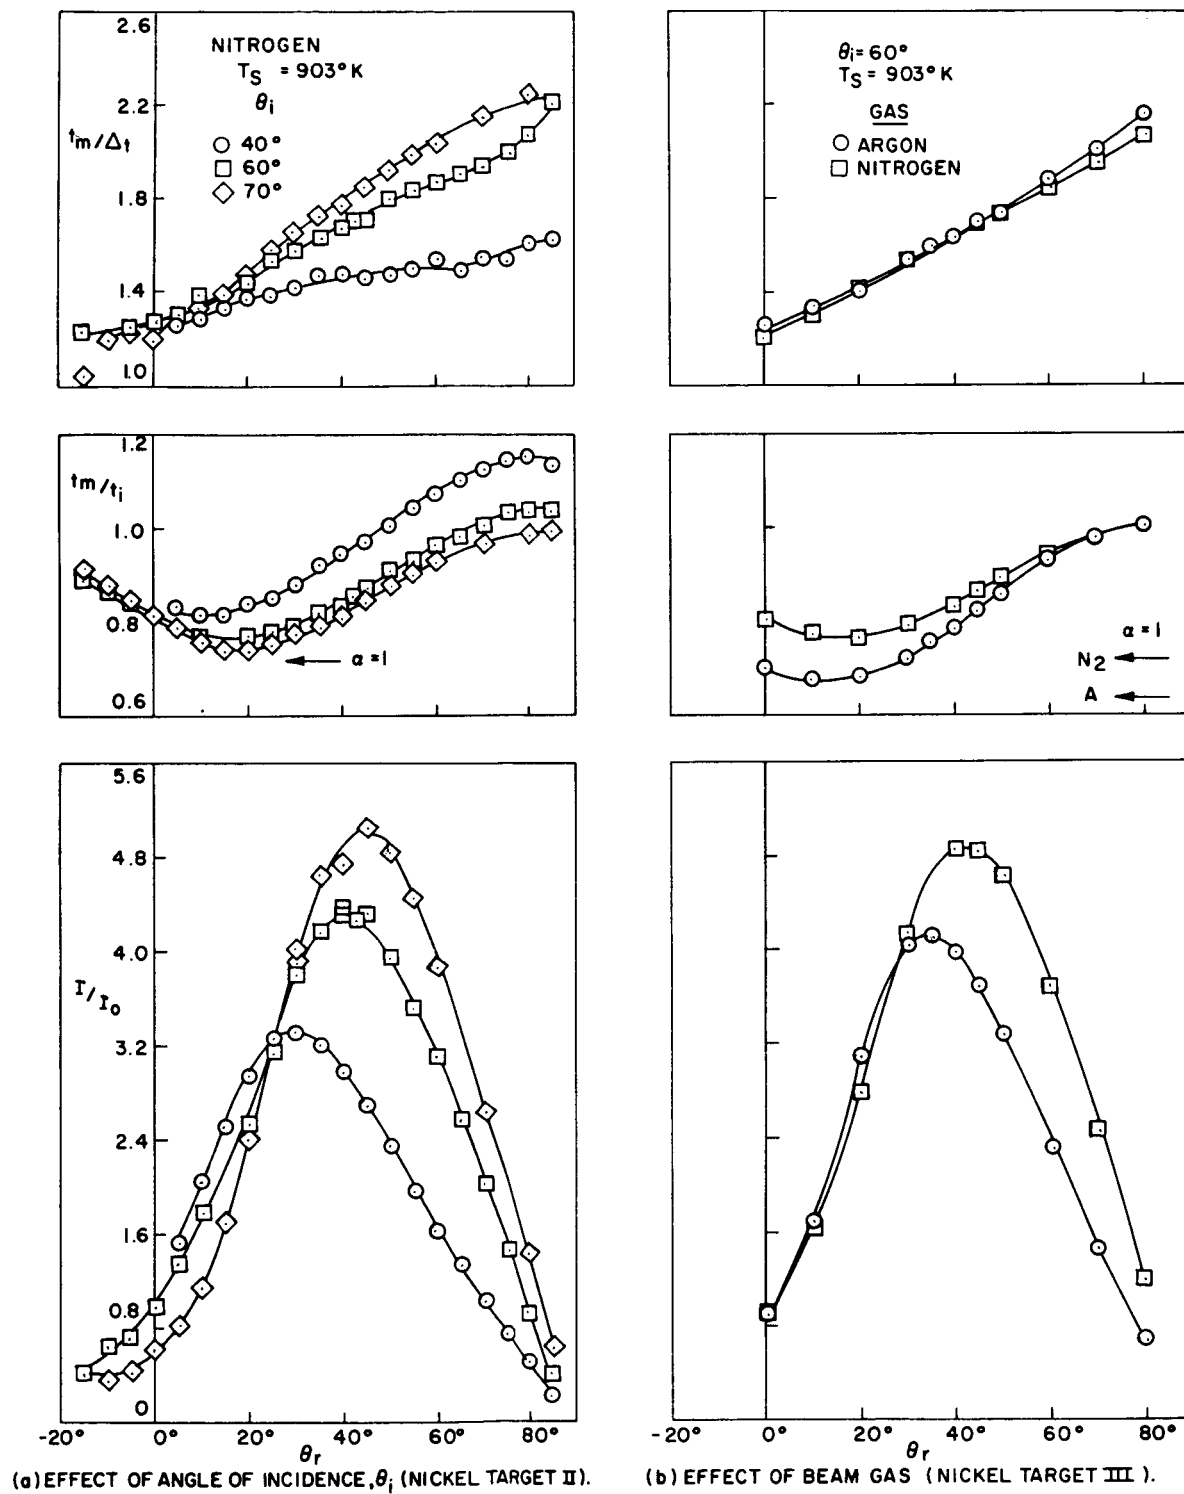 2.6
NITROGEN
T_S = 903°K
θ_i
40°
60°
70°
2.2
t_m/Δ_t
1.8
1.4
1.0
θ_i = 60°
T_S = 903°K
GAS
ARGON
NITROGEN
1.2
t_m/t_i
1.0
0.8
0.6
α = 1
α = 1
N_2
A
5.6
4.8
4.0
I/I_0
3.2
2.4
1.6
0.8
0
-20° 0° 20° 40° 60° 80°
θ_r
(a) EFFECT OF ANGLE OF INCIDENCE, θ_i (NICKEL TARGET II).
-20° 0° 20° 40° 60° 80°
θ_r
(b) EFFECT OF BEAM GAS (NICKEL TARGET III).